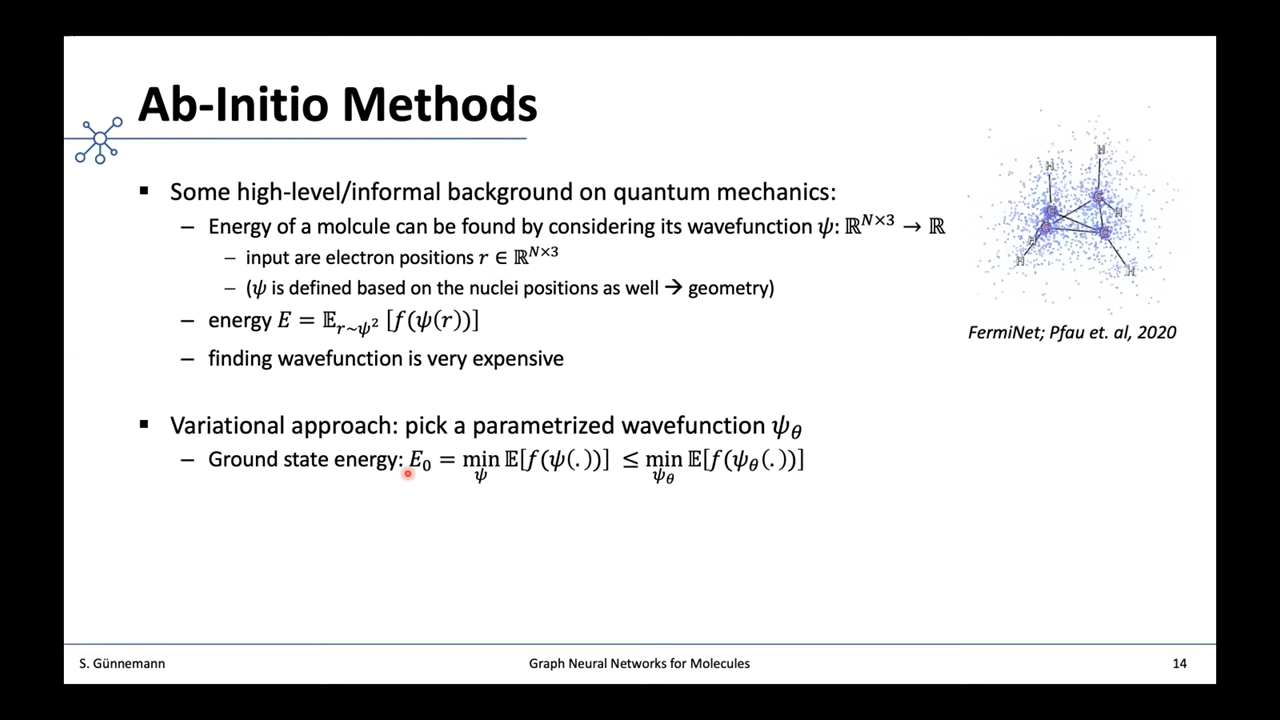 Ab-Initio Methods
▪ Some high-level/informal background on quantum mechanics:
– Energy of a molcule can be found by considering its wavefunction ψ: ℝ^{N×3} → ℝ
– input are electron positions r ∈ ℝ^{N×3}
– (ψ is defined based on the nuclei positions as well → geometry)
– energy E = 𝔼_{r~ψ²} [f(ψ(r))]
– finding wavefunction is very expensive
H
H
H
H
H
H
FermiNet; Pfau et. al, 2020
▪ Variational approach: pick a parametrized wavefunction ψ_θ
– Ground state energy: E₀ = min_ψ 𝔼[f(ψ(.))] ≤ min_{ψ_θ} 𝔼[f(ψ_θ(.))]
S. Günnemann
Graph Neural Networks for Molecules
14